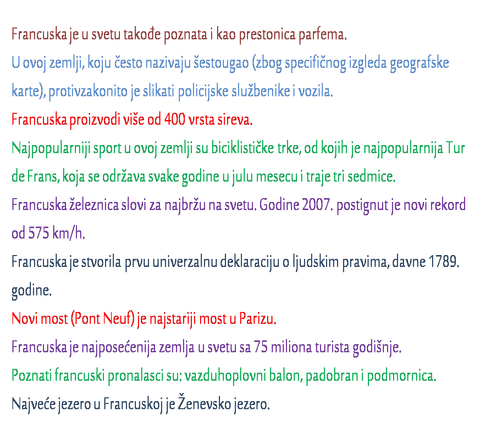 Francuska je u svetu takođe poznata i kao prestonica parfema.
U ovoj zemlji, koju često nazivaju šestougao (zbog specifičnog izgleda geografske
karte), protivzakonito je slikati policijske službenike i vozila.
Francuska proizvodi više od 400 vrsta sireva.
Najpopularniji sport u ovoj zemlji su biciklističke trke, od kojih je najpopularnija Tur
de Frans, koja se održava svake godine u julu mesecu i traje tri sedmice.
Francuska železnica slovi za najbržu na svetu. Godine 2007. postignut je novi rekord
od 575 km/h.
Francuska je stvorila prvu univerzalnu deklaraciju o ljudskim pravima, davne 1789.
godine.
Novi most (Pont Neuf) je najstariji most u Parizu.
Francuska je najposećenija zemlja u svetu sa 75 miliona turista godišnje.
Poznati francuski pronalasci su: vazduhoplovni balon, padobran i podmornica.
Najveće jezero u Francuskoj je Ženevsko jezero.